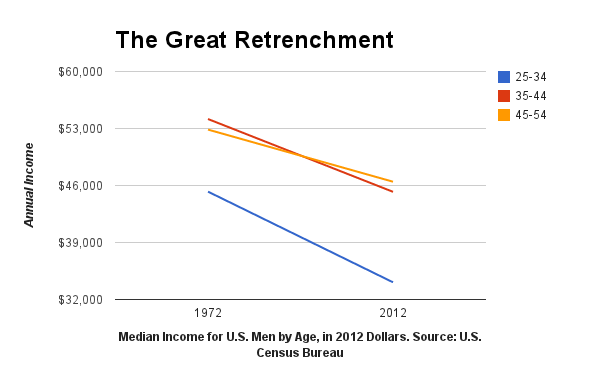 The Great Retrenchment
$60,000
$53,000
$46,000
$39,000
$32,000
Annual Income
1972
2012
25-34
35-44
45-54
Median Income for U.S. Men by Age, in 2012 Dollars. Source: U.S.
Census Bureau